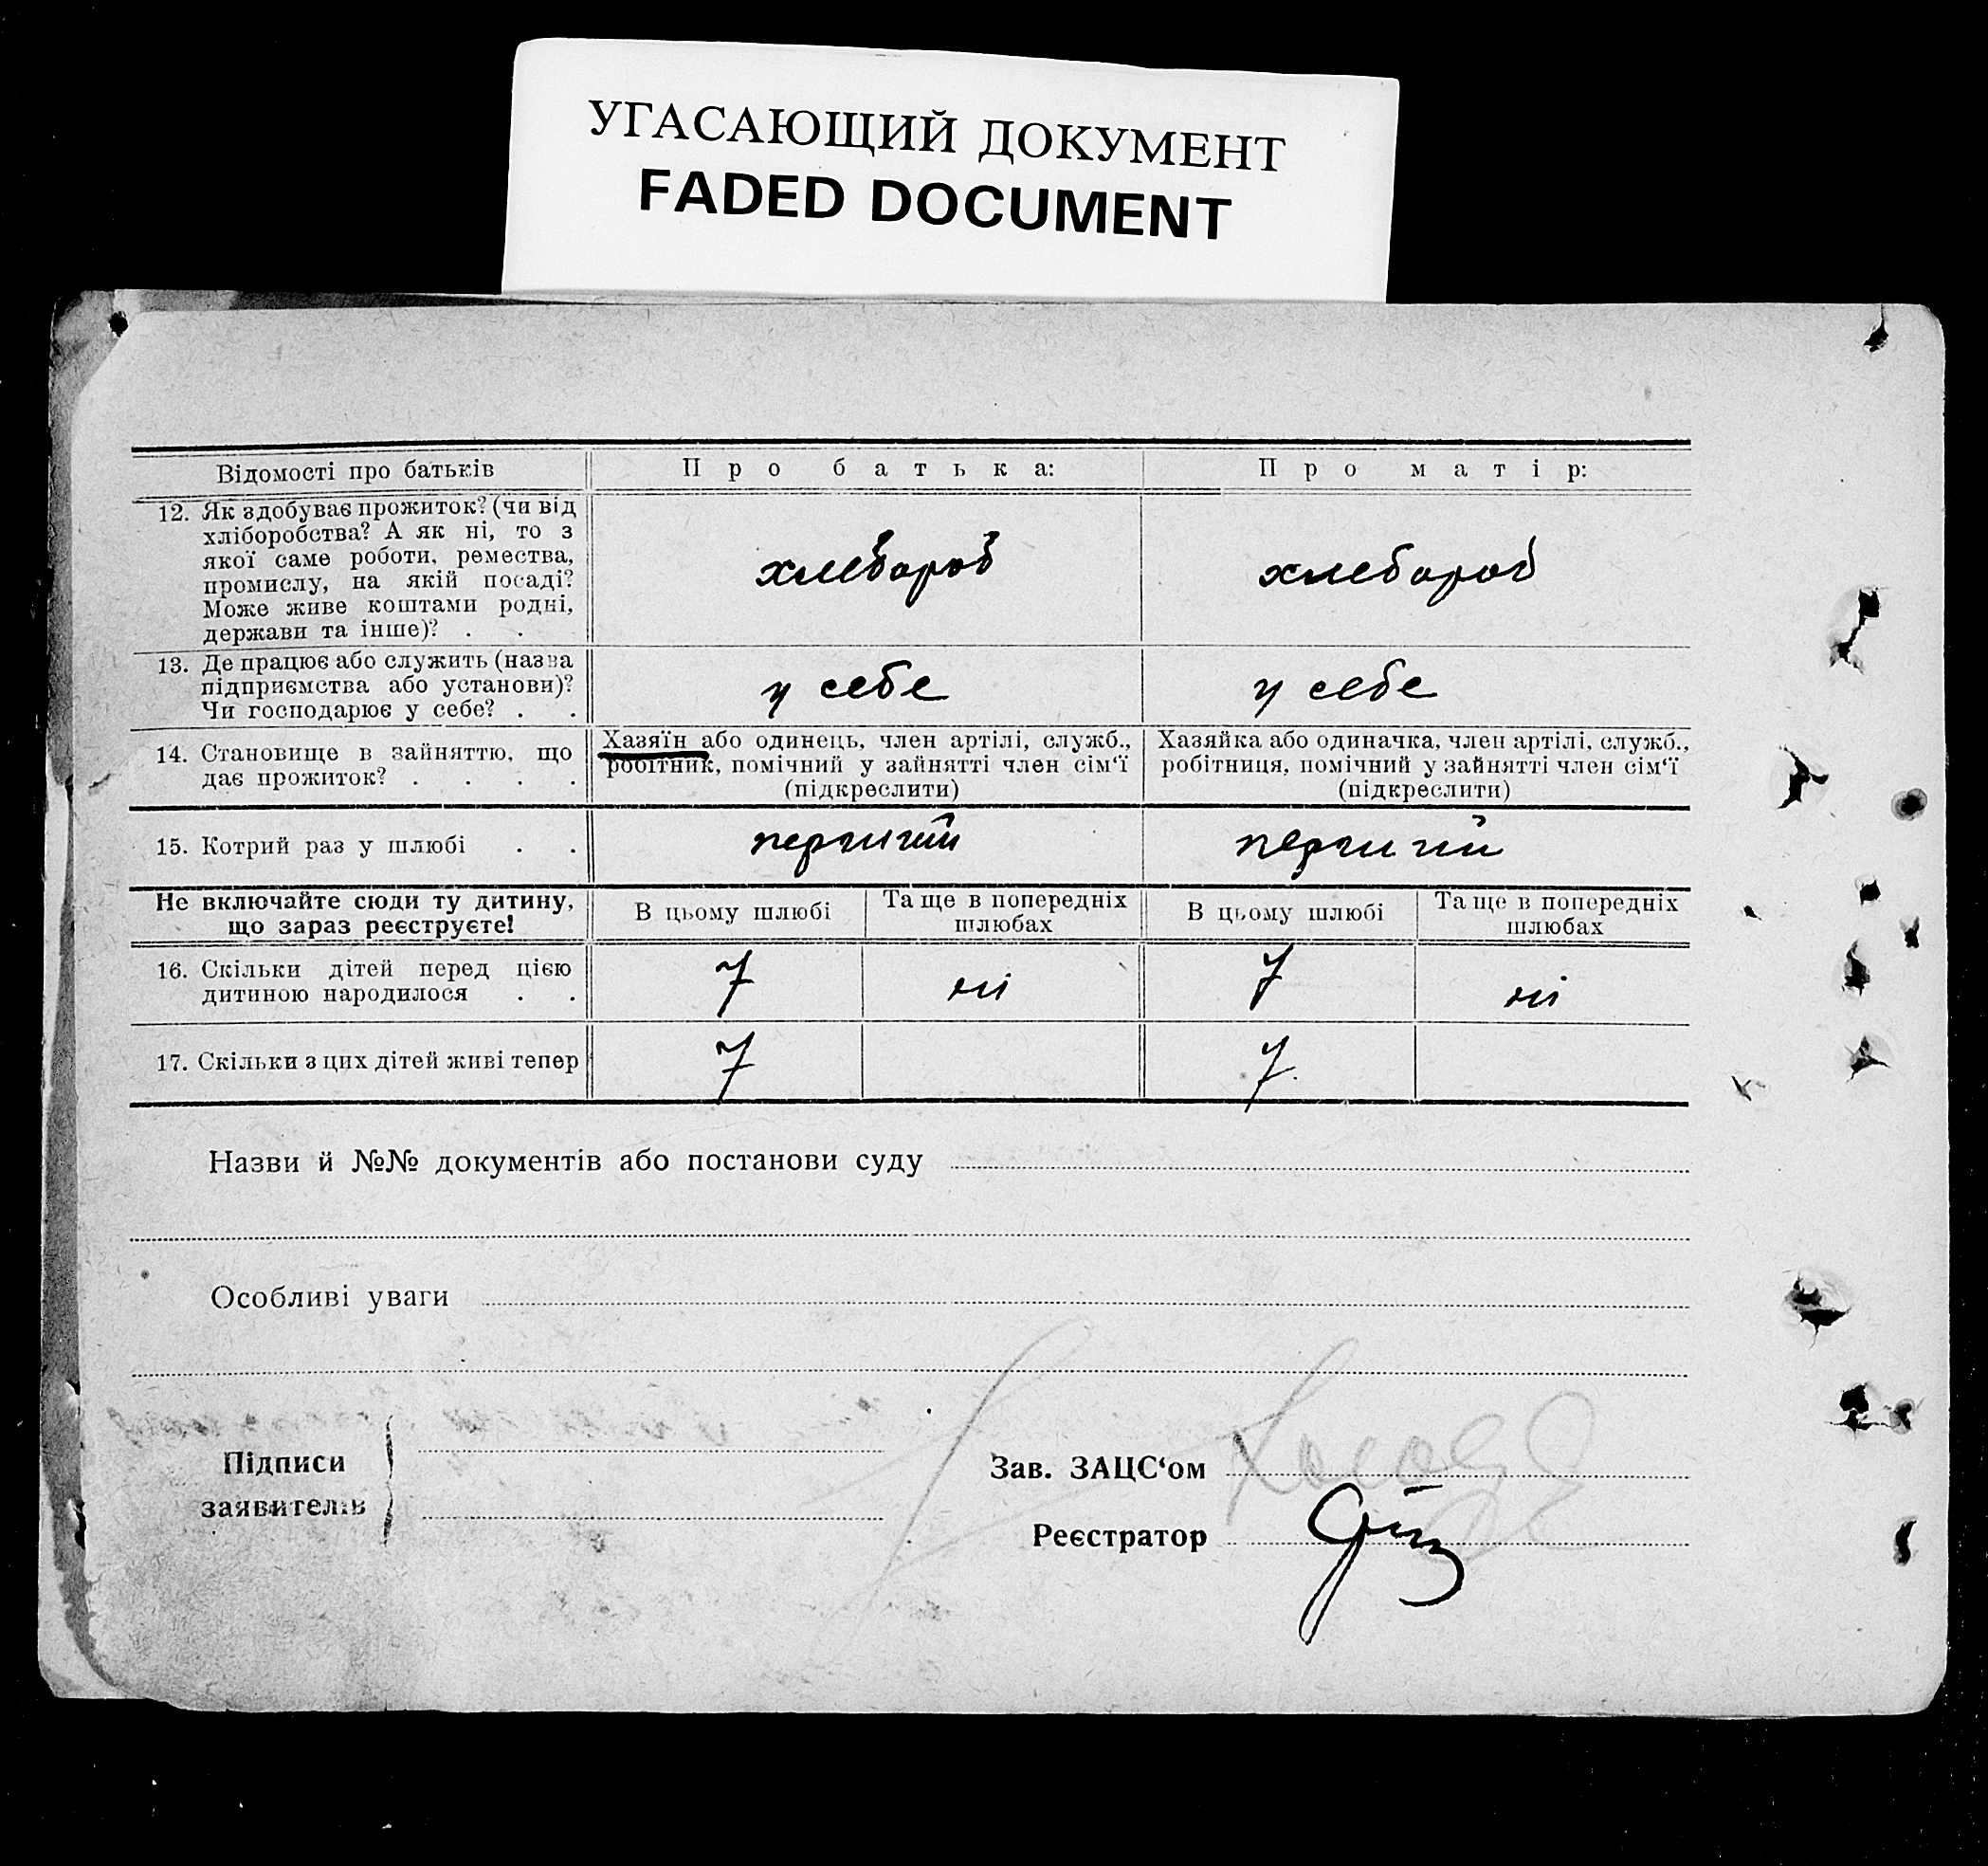 УГАСАЮЩИЙ ДОКУМЕНТ
FADED DOCUMENT
Відомості про батьків
Про батька:
Про матір:
12. Як здобуває прожиток? (чи від
хліборобства? А як ні, то з
якої саме роботи, ремества,
промислу, на якій посаді?
Може живе коштами родні,
держави та інше)? . .
хлебороб
хлебороб
13. Де працює або служить (назва
підприємства або установи)?
Чи господарює у себе? . .
у себе
у себе
14. Становище в зайняттю, що
дає прожиток? . . . .
Хазяїн або одинець, член артілі, служб.,
робітник, помічний у зайнятті член сім'ї
(підкреслити)
Хазяйка або одиначка, член артілі, служб.,
робітниця, помічний у зайнятті член сім'ї
(підкреслити)
15. Котрий раз у шлюбі . .
перший
перший
Не включайте сюди ту дитину,
що зараз реєструєте!
В цьому шлюбі
Та ще в попередніх
шлюбах
В цьому шлюбі
Та ще в попередніх
шлюбах
16. Скільки дітей перед цією
дитиною народилося . .
7
ні
7
ні
17. Скільки з цих дітей живі тепер
7
7.
Назви й №№ документів або постанови суду
Особливі уваги
Підписи
заявителів
Зав. ЗАЦС'ом
Реєстратор